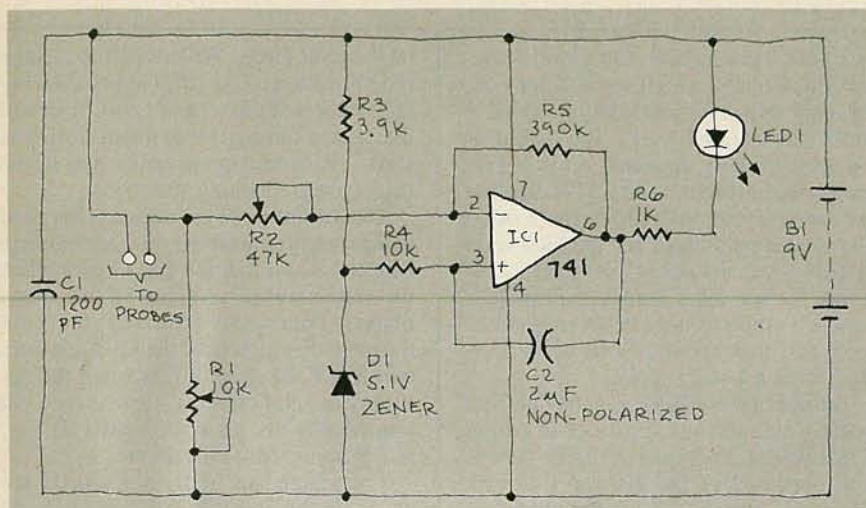 R3
3.9K
R5
390K
LED1
7
2
-
R2
47K
R4
10K
IC1
6
R6
1K
B1
9V
3
+
741
4
TO
PROBES
C1
1200
PF
R1
10K
D1
5.1V
ZENER
C2
2µF
NON-POLARIZED